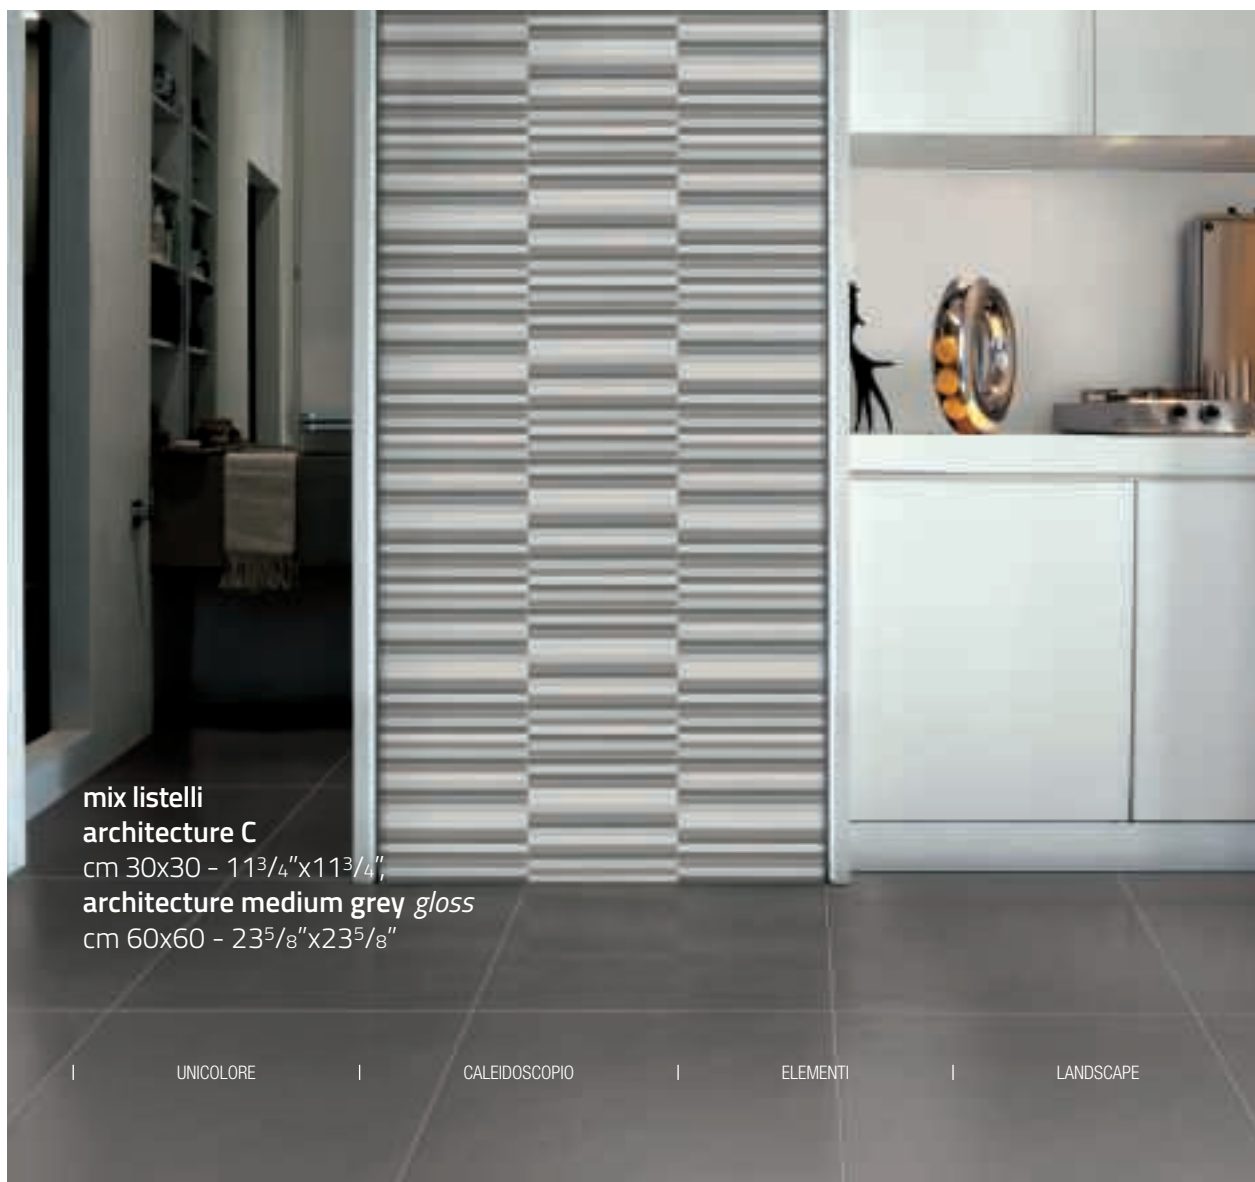 mix listelli
architecture C
cm 30x30 - 11³/₄”x11³/₄”,
architecture medium grey gloss
cm 60x60 - 23⁵/₈”x23⁵/₈”
| UNICOLORE | CALEIDOSCOPIO | ELEMENTI | LANDSCAPE